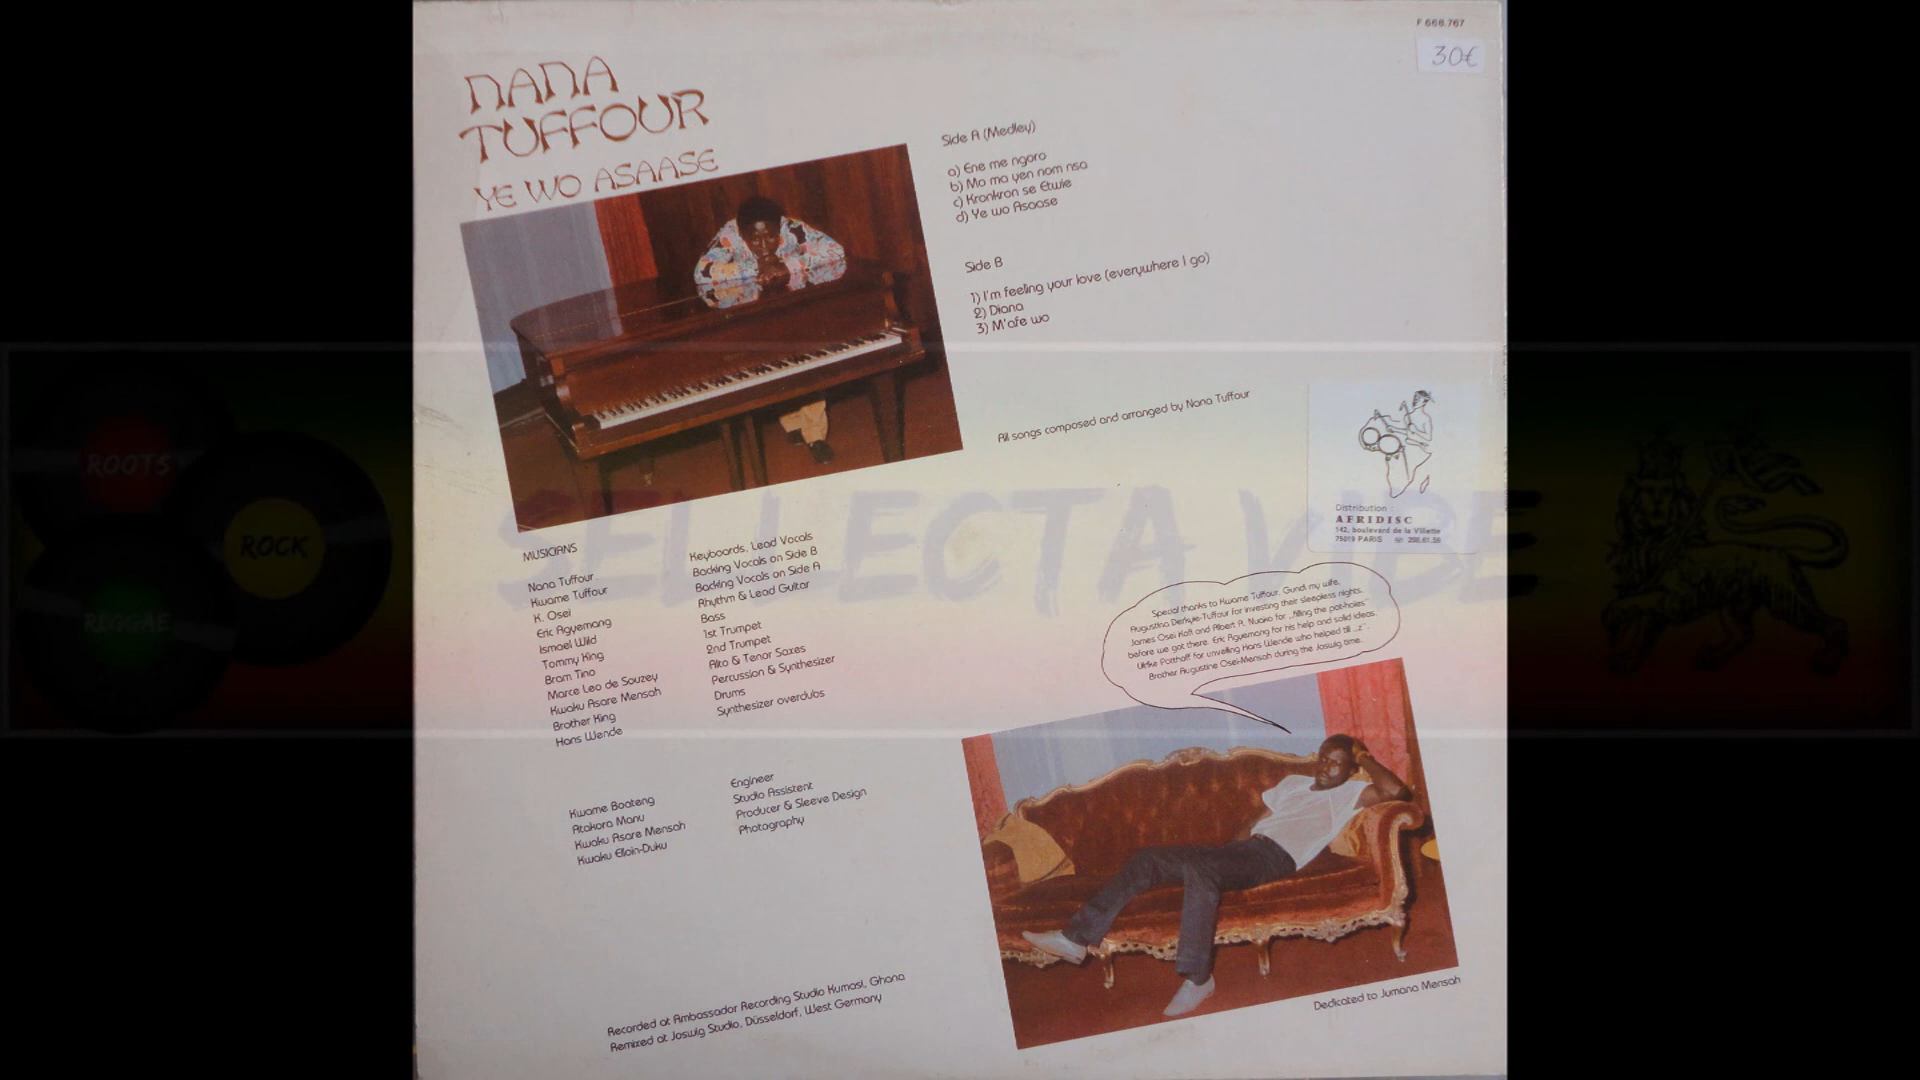 F 668.767
30€
NANA
TUFFOUR
YE WO ASAASE
Side A (Medley)
a) Ene me ngoro
b) Mo ma yen nom nsa
c) Kronkron se Etwie
d) Ye wo Asaase
Side B
1) I'm feeling your love (everywhere I go)
2) Diana
3) M'afe wo
All songs composed and arranged by Nana Tuffour
Distribution :
AFRIDISC
142, boulevard de la Villette
75019 PARIS
ROOTS
ROCK
REGGAE
SELLECTA VIBE
MUSICIANS
Nana Tuffour
Kwame Tuffour
K. Osei
Eric Agyemang
Ismael Wild
Tommy King
Bram Tino
Marce Leo de Souzey
Kwaku Asare Mensah
Brother King
Hans Wende
Keyboards, Lead Vocals
Backing Vocals on Side B
Backing Vocals on Side A
Rhythm & Lead Guitar
Bass
1st Trumpet
2nd Trumpet
Alto & Tenor Saxes
Percussion & Synthesizer
Drums
Synthesizer overdubs
Special thanks to Kwame Tuffour, Gundi my wife,
Augustina Derkyie-Tuffour for investing their sleepless nights.
James Osei Kofi and Albert A. Nuako for „filling the pot-holes"
before we got there. Eric Agyemang for his help and solid ideas.
Ulrike Potthoff for unveiling Hans Wende who helped till „z".
Brother Augustine Osei-Mensah during the Joswig time.
Kwame Boateng
Atakora Manu
Kwaku Asare Mensah
Kwaku Elloin-Duku
Engineer
Studio Assistent
Producer & Sleeve Design
Photography
Recorded at Ambassador Recording Studio Kumasi, Ghana
Remixed at Joswig Studio, Düsseldorf, West Germany
Dedicated to Jumana Mensah